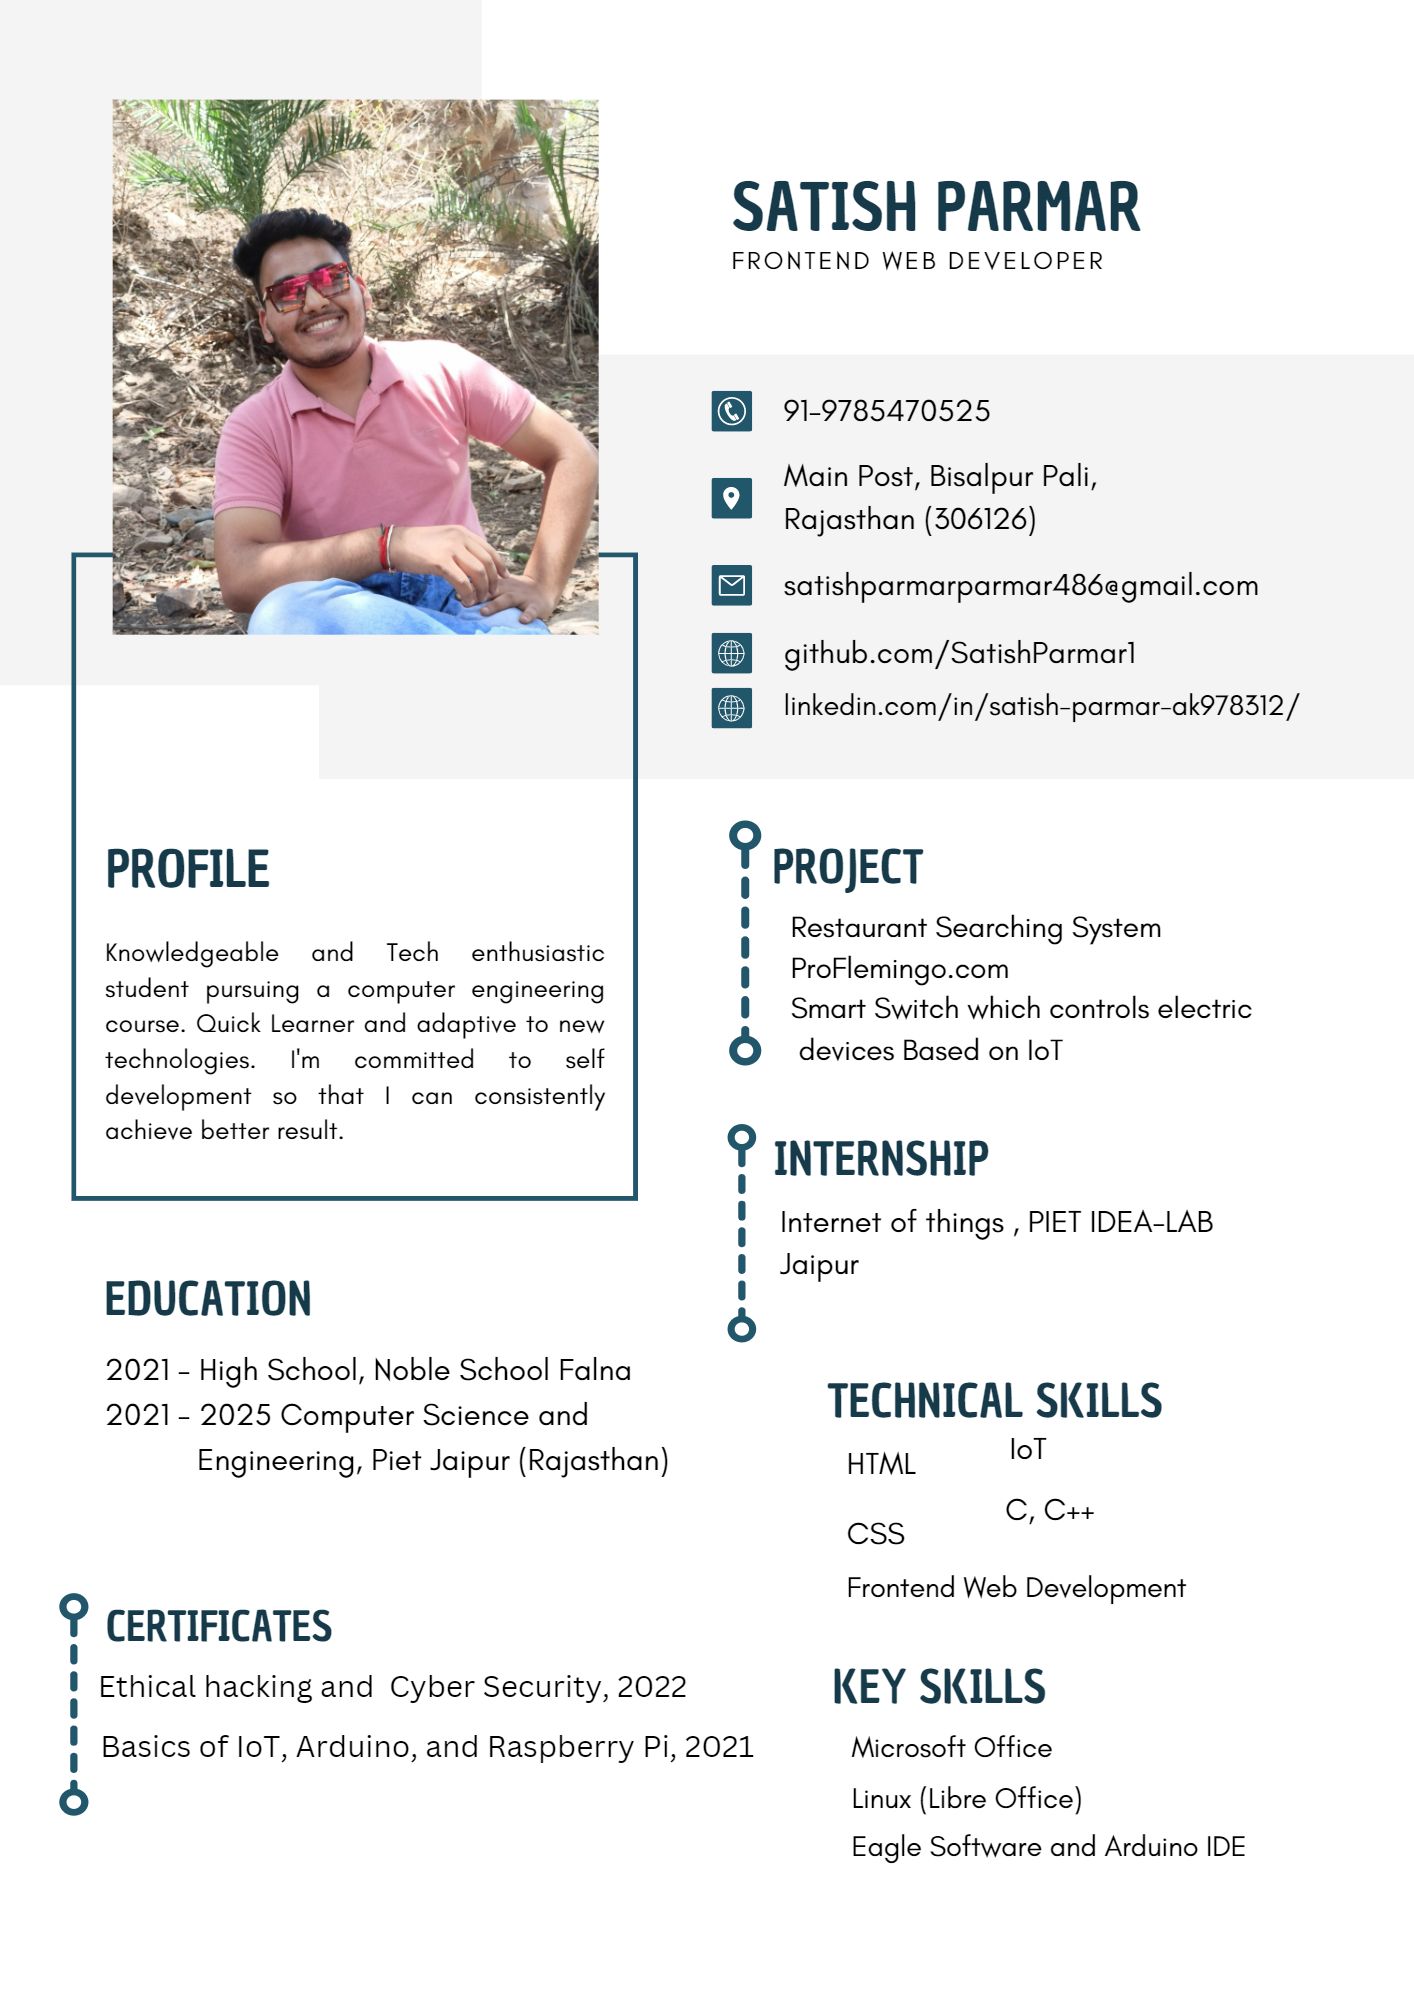 SATISH PARMAR
FRONTEND WEB DEVELOPER
91-9785470525
Main Post, Bisalpur Pali,
Rajasthan (306126)
satishparmarparmar486@gmail.com
github.com/SatishParmar1
linkedin.com/in/satish-parmar-ak978312/
PROFILE
Knowledgeable and Tech enthusiastic
student pursuing a computer engineering
course. Quick Learner and adaptive to new
technologies. I'm committed to self
development so that I can consistently
achieve better result.
EDUCATION
2021 - High School, Noble School Falna
2021 - 2025 Computer Science and
Engineering, Piet Jaipur (Rajasthan)
CERTIFICATES
Ethical hacking and Cyber Security, 2022
Basics of IoT, Arduino, and Raspberry Pi, 2021
PROJECT
Restaurant Searching System
ProFlemingo.com
Smart Switch which controls electric
devices Based on IoT
INTERNSHIP
Internet of things , PIET IDEA-LAB
Jaipur
TECHNICAL SKILLS
HTML
IoT
CSS
C, C++
Frontend Web Development
KEY SKILLS
Microsoft Office
Linux (Libre Office)
Eagle Software and Arduino IDE